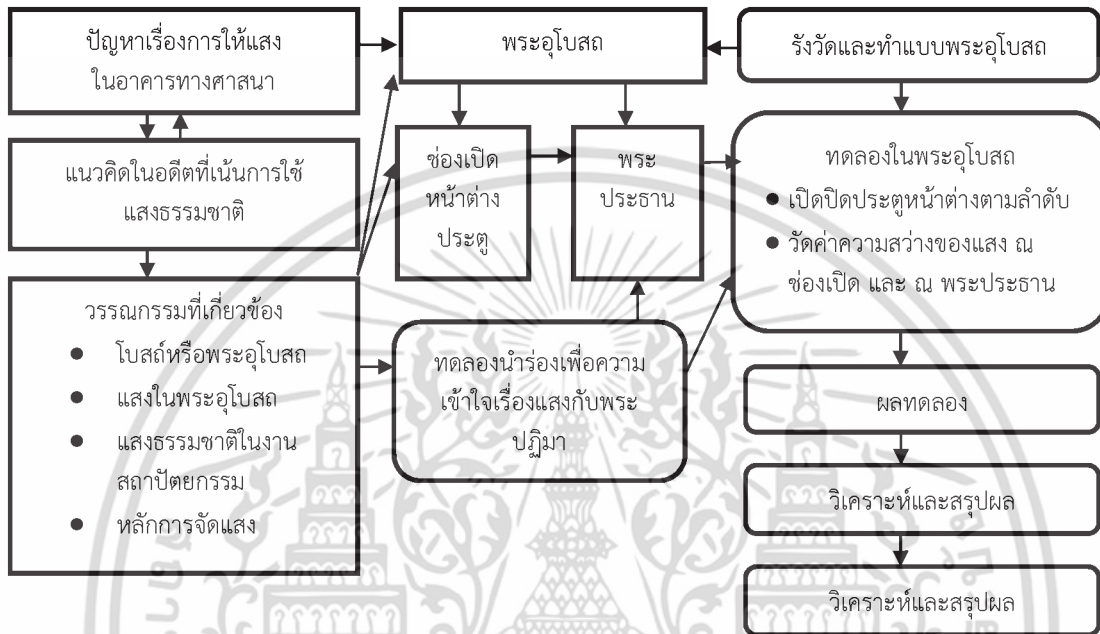 ปัญหาเรื่องการให้แสง
ในอาคารทางศาสนา
พระอุโบสถ
รังวัดและทำแบบพระอุโบสถ
แนวคิดในอดีตที่เน้นการใช้
แสงธรรมชาติ
ช่องเปิด
หน้าต่าง
ประตู
พระ
ประธาน
ทดลองในพระอุโบสถ
● เปิดปิดประตูหน้าต่างตามลำดับ
● วัดค่าความสว่างของแสง ณ
ช่องเปิด และ ณ พระประธาน
วรรณกรรมที่เกี่ยวข้อง
● โบสถ์หรือพระอุโบสถ
● แสงในพระอุโบสถ
● แสงธรรมชาติในงาน
สถาปัตยกรรม
● หลักการจัดแสง
ทดลองนำร่องเพื่อความ
เข้าใจเรื่องแสงกับพระ
ปฏิมา
ผลทดลอง
วิเคราะห์และสรุปผล
วิเคราะห์และสรุปผล